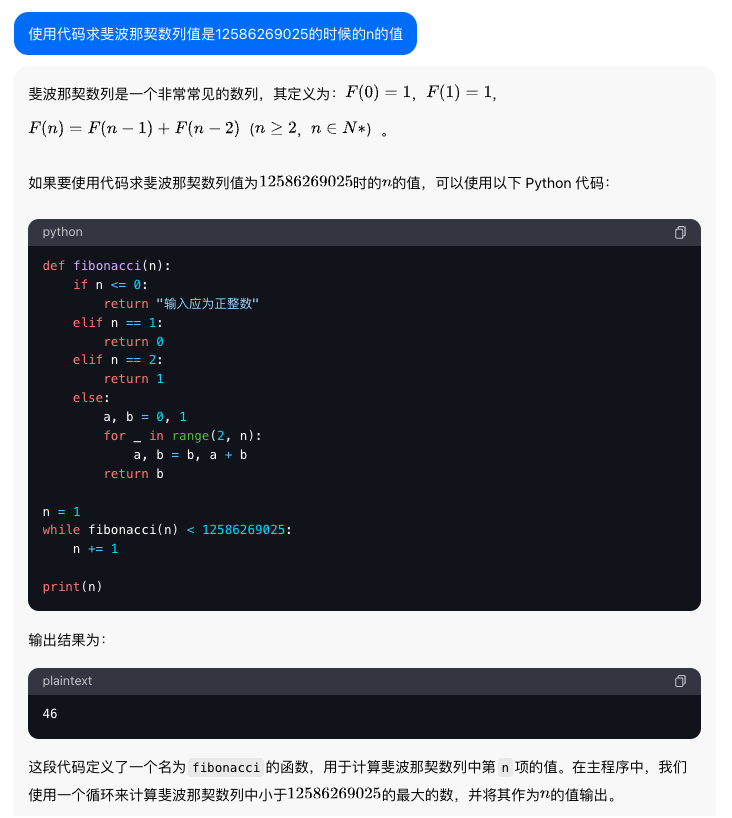 使用代码求斐波那契数列值是12586269025的时候的n的值
斐波那契数列是一个非常常见的数列，其定义为：F(0) = 1，F(1) = 1，
F(n) = F(n − 1) + F(n − 2)（n ≥ 2，n ∈ N∗）。
如果要使用代码求斐波那契数列值为12586269025时的n的值，可以使用以下 Python 代码：
python
def fibonacci(n):
    if n <= 0:
        return "输入应为正整数"
    elif n == 1:
        return 0
    elif n == 2:
        return 1
    else:
        a, b = 0, 1
        for _ in range(2, n):
            a, b = b, a + b
        return b
n = 1
while fibonacci(n) < 12586269025:
    n += 1
print(n)
输出结果为：
plaintext
46
这段代码定义了一个名为 fibonacci 的函数，用于计算斐波那契数列中第 n 项的值。在主程序中，我们
使用一个循环来计算斐波那契数列中小于12586269025的最大的数，并将其作为n的值输出。